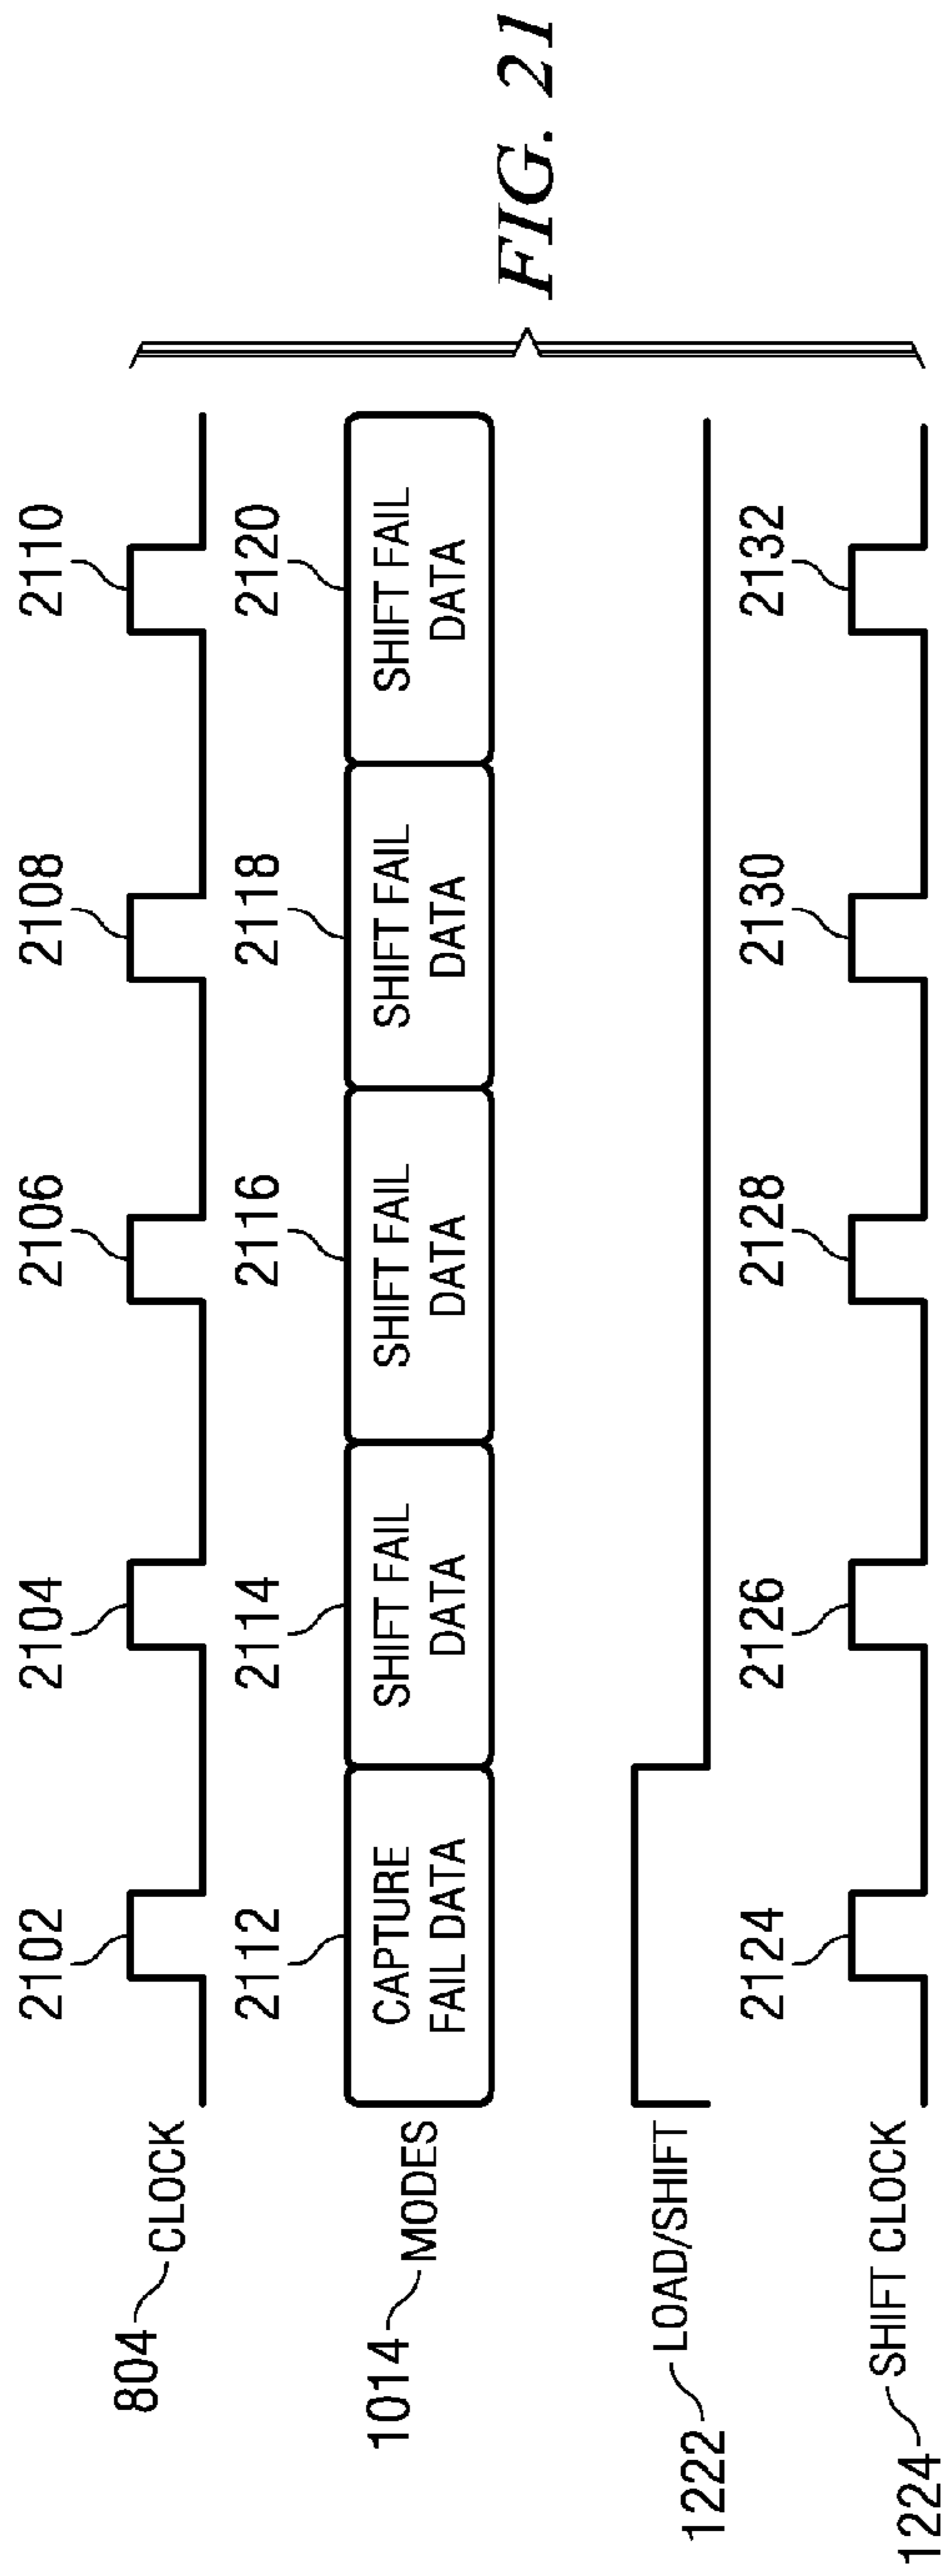 2102 2104 2106 2108 2110
804 CLOCK
2112 2114 2116 2118 2120
1014 MODES
CAPTURE
FAIL DATA
SHIFT FAIL
DATA
SHIFT FAIL
DATA
SHIFT FAIL
DATA
SHIFT FAIL
DATA
1222 LOAD/SHIFT
2124 2126 2128 2130 2132
1224 SHIFT CLOCK
FIG. 21